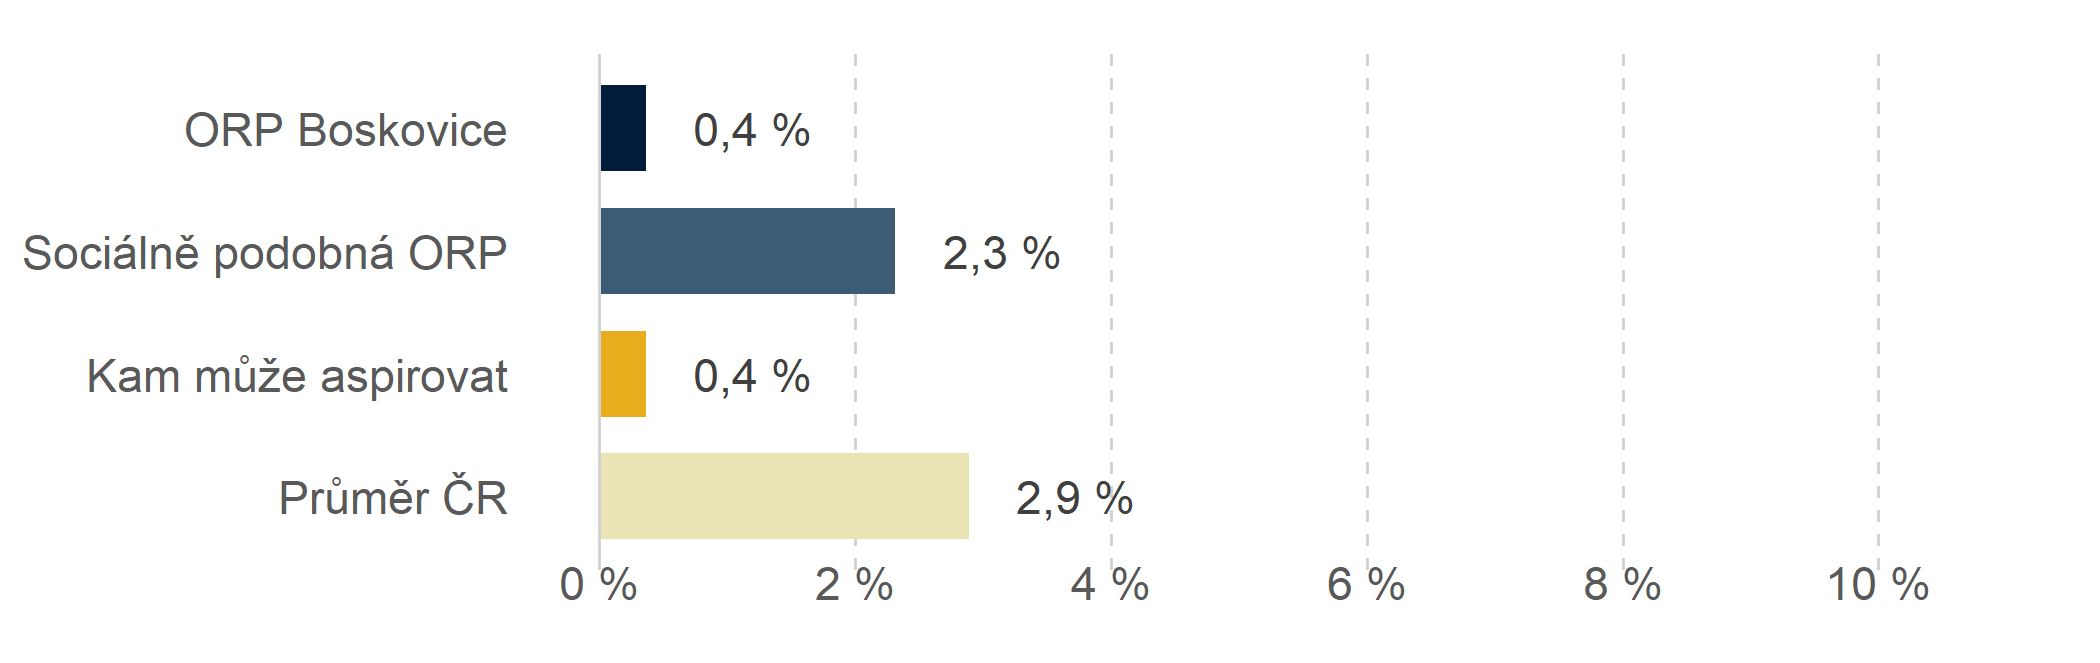 ORP Boskovice 0,4 %
Sociálně podobná ORP 2,3 %
Kam může aspirovat 0,4 %
Průměr ČR 2,9 %
0 % 2 % 4 % 6 % 8 % 10 %